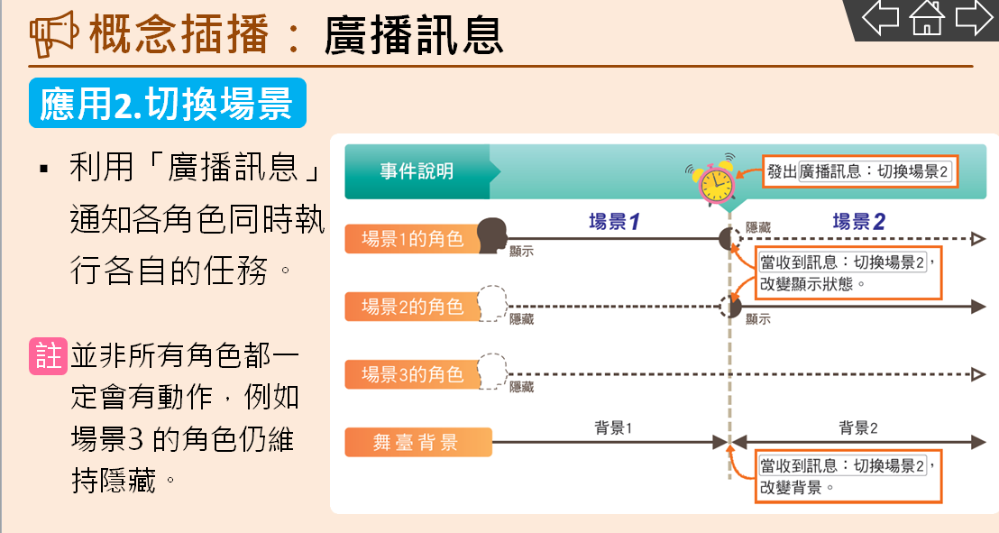 概念插播：廣播訊息
應用2.切換場景
▪ 利用「廣播訊息」
通知各角色同時執
行各自的任務。
註 並非所有角色都一
定會有動作，例如
場景3 的角色仍維
持隱藏。
事件說明
發出廣播訊息：切換場景2
場景1
場景2
場景1的角色
顯示
隱藏
當收到訊息：切換場景2，
改變顯示狀態。
場景2的角色
隱藏
顯示
場景3的角色
隱藏
舞臺背景
背景1
背景2
當收到訊息：切換場景2，
改變背景。